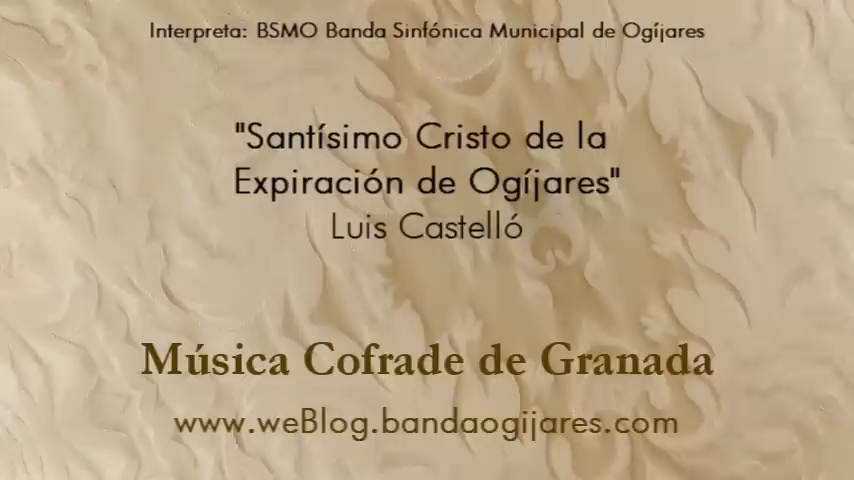 Interpreta: BSMO Banda Sinfónica Municipal de Ogíjares
"Santísimo Cristo de la
Expiración de Ogíjares"
Luis Castelló
Música Cofrade de Granada
www.weBlog.bandaogijares.com